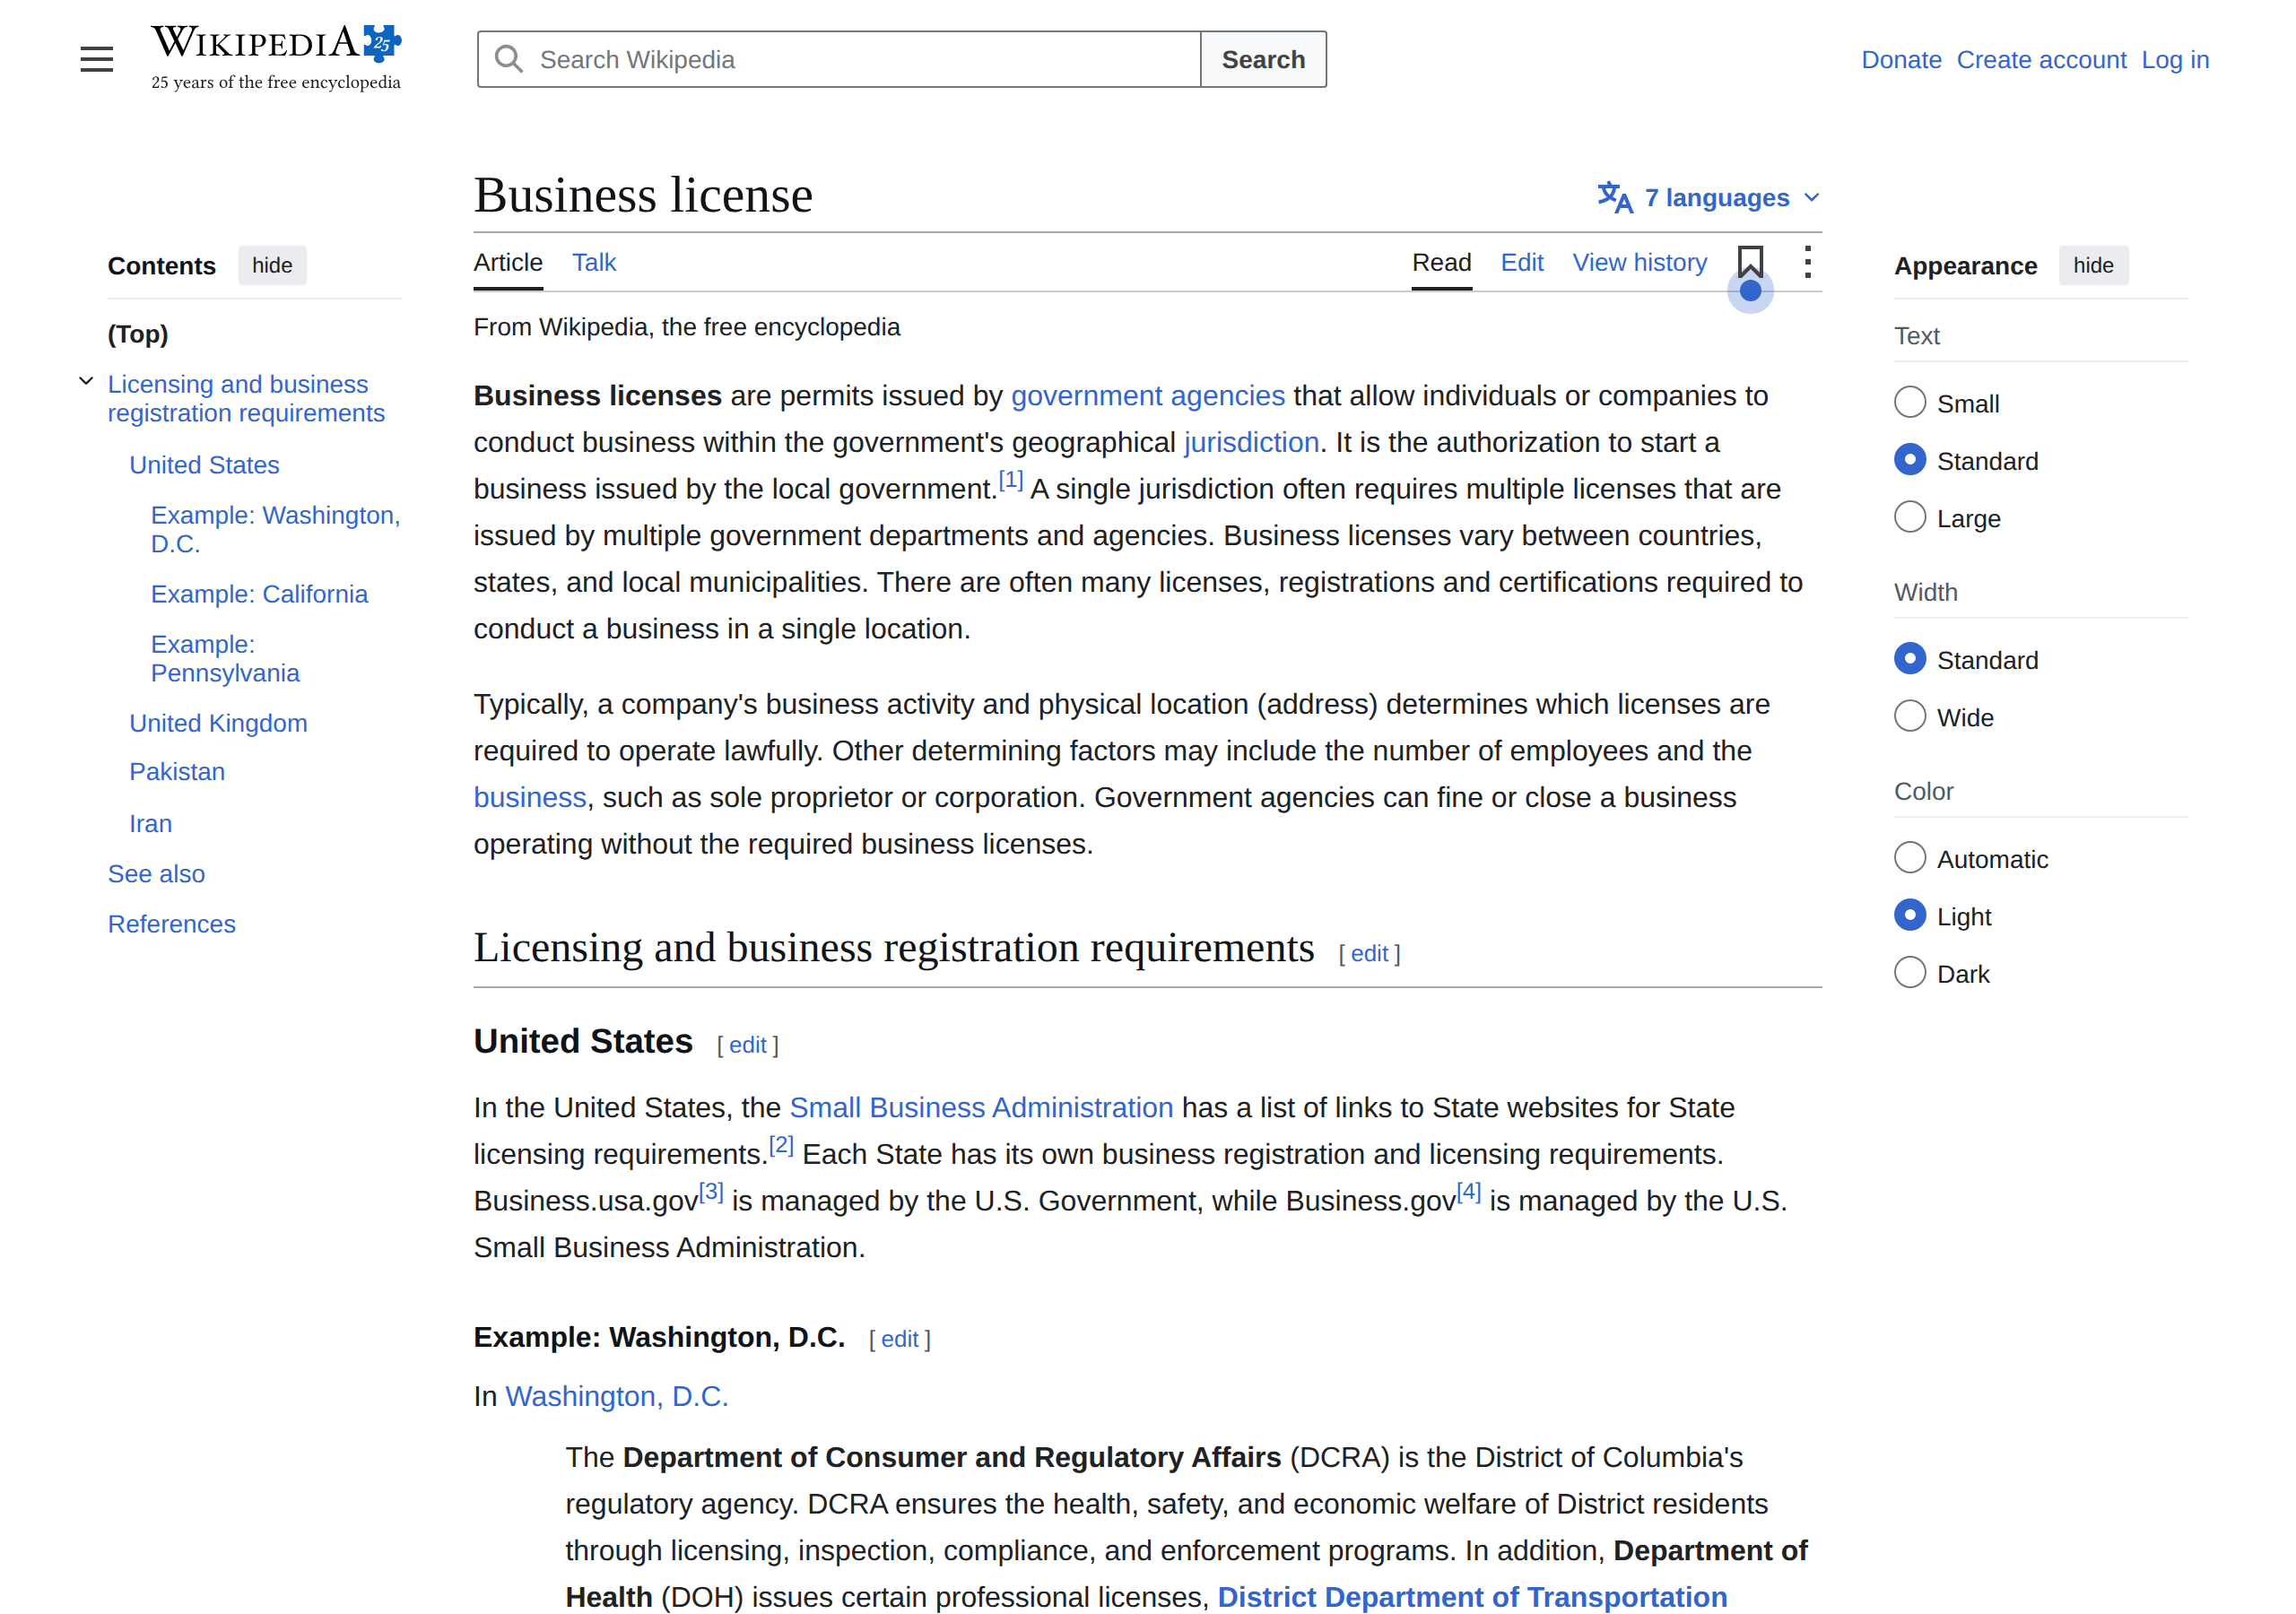 WIKIPEDIA 25
25 years of the free encyclopedia
Search Wikipedia
Search
Donate Create account Log in
Business license
7 languages
Article Talk
Read Edit View history
Contents hide
(Top)
Licensing and business
registration requirements
United States
Example: Washington,
D.C.
Example: California
Example:
Pennsylvania
United Kingdom
Pakistan
Iran
See also
References
From Wikipedia, the free encyclopedia
Business licenses are permits issued by government agencies that allow individuals or companies to
conduct business within the government's geographical jurisdiction. It is the authorization to start a
business issued by the local government.[1] A single jurisdiction often requires multiple licenses that are
issued by multiple government departments and agencies. Business licenses vary between countries,
states, and local municipalities. There are often many licenses, registrations and certifications required to
conduct a business in a single location.
Typically, a company's business activity and physical location (address) determines which licenses are
required to operate lawfully. Other determining factors may include the number of employees and the
business, such as sole proprietor or corporation. Government agencies can fine or close a business
operating without the required business licenses.
Licensing and business registration requirements [ edit ]
United States [ edit ]
In the United States, the Small Business Administration has a list of links to State websites for State
licensing requirements.[2] Each State has its own business registration and licensing requirements.
Business.usa.gov[3] is managed by the U.S. Government, while Business.gov[4] is managed by the U.S.
Small Business Administration.
Example: Washington, D.C. [ edit ]
In Washington, D.C.
The Department of Consumer and Regulatory Affairs (DCRA) is the District of Columbia's
regulatory agency. DCRA ensures the health, safety, and economic welfare of District residents
through licensing, inspection, compliance, and enforcement programs. In addition, Department of
Health (DOH) issues certain professional licenses, District Department of Transportation
Appearance hide
Text
Small
Standard
Large
Width
Standard
Wide
Color
Automatic
Light
Dark